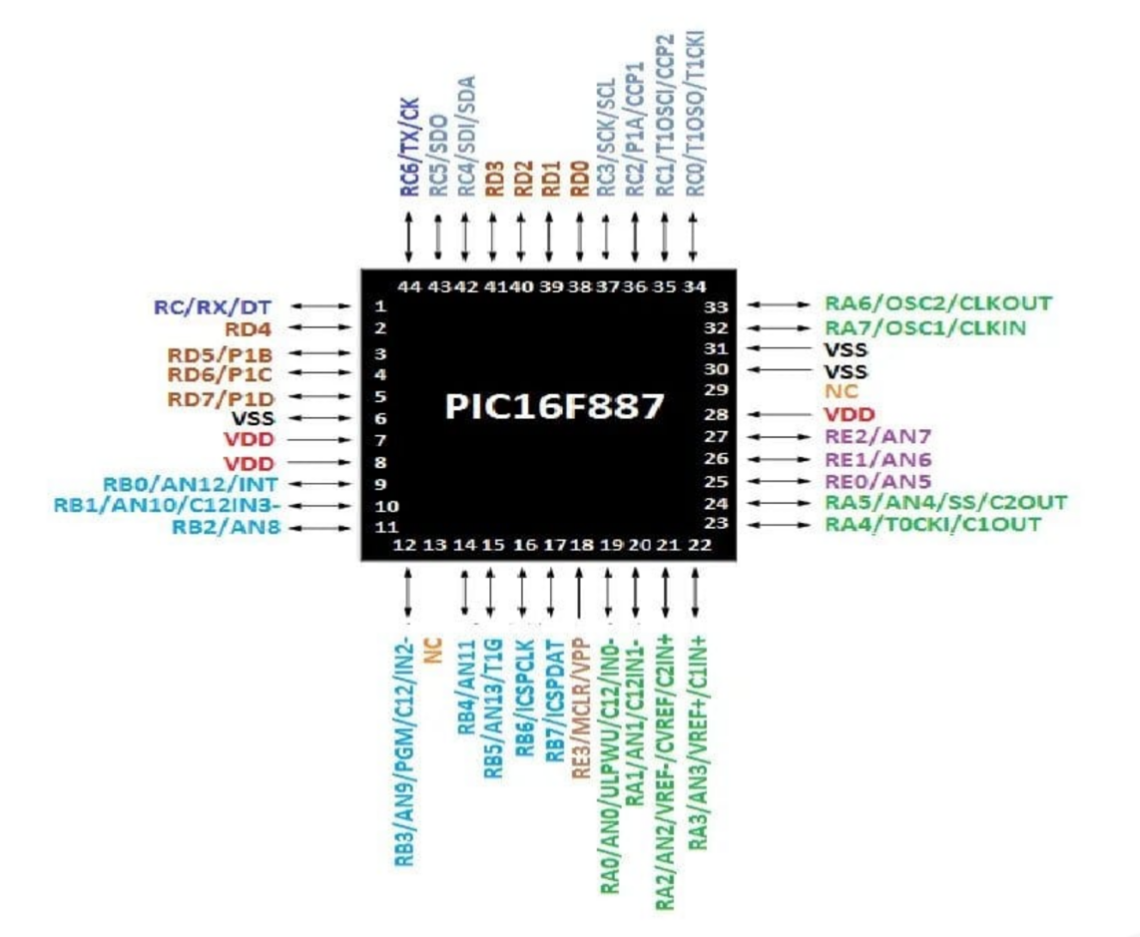 RC6/TX/CK
RC5/SDO
RC4/SDI/SDA
RD3
RD2
RD1
RD0
RC3/SCK/SCL
RC2/P1A/CCP1
RC1/T1OSCI/CCP2
RC0/T1OSO/T1CKI
44 43 42 41 40 39 38 37 36 35 34
RC/RX/DT 1
RD4 2
RD5/P1B 3
RD6/P1C 4
RD7/P1D 5
VSS 6
VDD 7
VDD 8
RB0/AN12/INT 9
RB1/AN10/C12IN3- 10
RB2/AN8 11
PIC16F887
33 RA6/OSC2/CLKOUT
32 RA7/OSC1/CLKIN
31 VSS
30 VSS
29 NC
28 VDD
27 RE2/AN7
26 RE1/AN6
25 RE0/AN5
24 RA5/AN4/SS/C2OUT
23 RA4/T0CKI/C1OUT
12 13 14 15 16 17 18 19 20 21 22
RB3/AN9/PGM/C12/IN2-
NC
RB4/AN11
RB5/AN13/T1G
RB6/ICSPCLK
RB7/ICSPDAT
RE3/MCLR/VPP
RA0/AN0/ULPWU/C12/IN0-
RA1/AN1/C12IN1-
RA2/AN2/VREF-/CVREF/C2IN+
RA3/AN3/VREF+/C1IN+